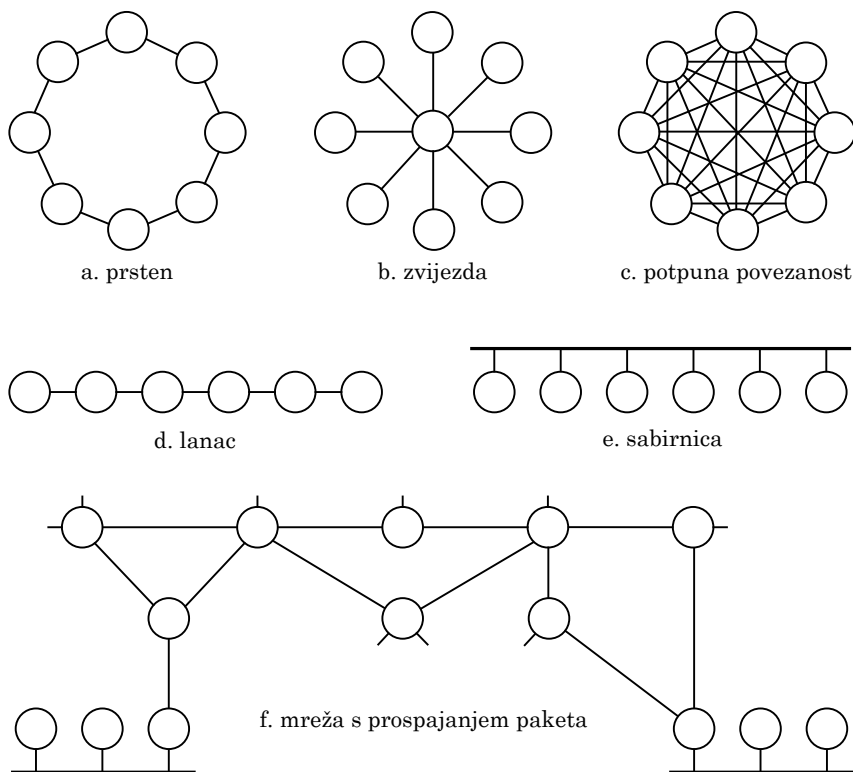 a. prsten
b. zvijezda
c. potpuna povezanost
d. lanac
e. sabirnica
f. mreža s prospajanjem paketa